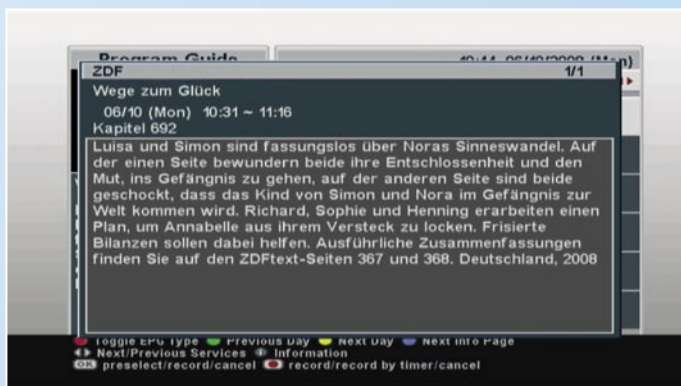 Program Guide
ZDF 1/1
Wege zum Glück
06/10 (Mon) 10:31 ~ 11:16
Kapitel 692
Luisa und Simon sind fassungslos über Noras Sinneswandel. Auf
der einen Seite bewundern beide ihre Entschlossenheit und den
Mut, ins Gefängnis zu gehen, auf der anderen Seite sind beide
geschockt, dass das Kind von Simon und Nora im Gefängnis zur
Welt kommen wird. Richard, Sophie und Henning erarbeiten einen
Plan, um Annabelle aus ihrem Versteck zu locken. Frisierte
Bilanzen sollen dabei helfen. Ausführliche Zusammenfassungen
finden Sie auf den ZDFtext-Seiten 367 und 368. Deutschland, 2008
Toggle EPG Type Previous Day Next Day Next Info Page
Next/Previous Services Information
OK preselect/record/cancel record/record by timer/cancel